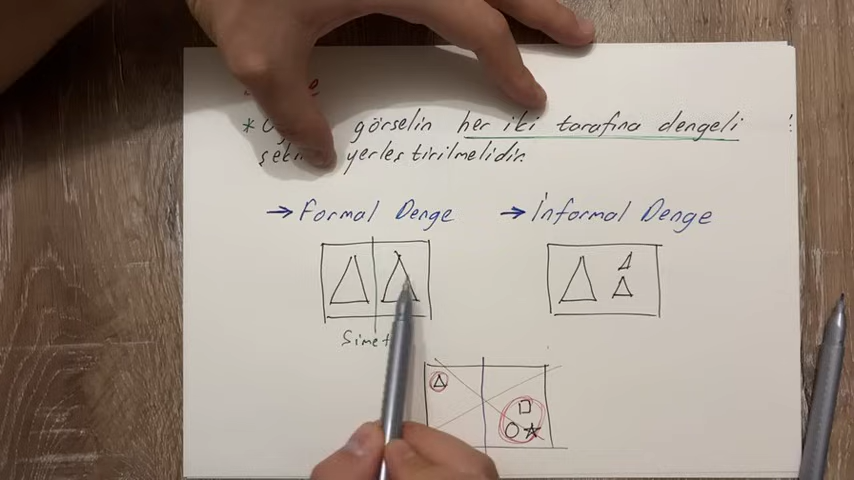 görselin her iki tarafına dengeli
yerleştirilmelidir.
→ Formal Denge
→ İnformal Denge